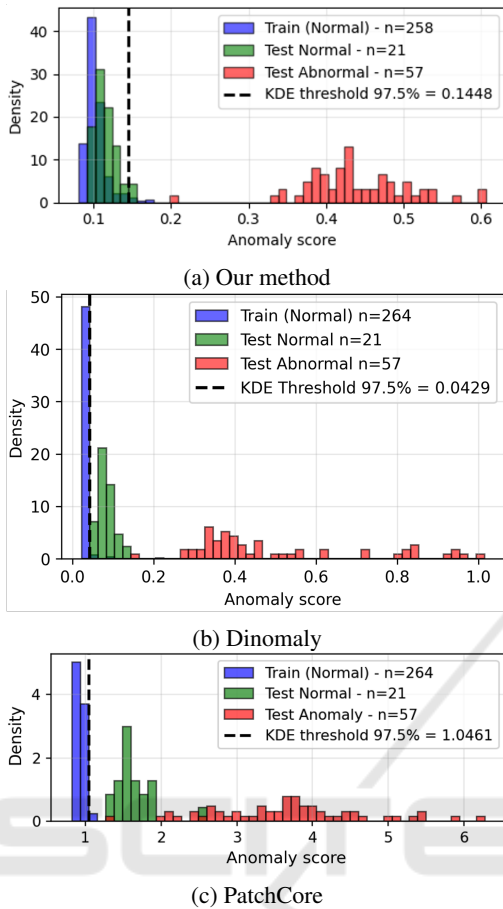 Train (Normal) - n=258
Test Normal - n=21
Test Abnormal - n=57
KDE threshold 97.5% = 0.1448
Density
40
30
20
10
0
0.1 0.2 0.3 0.4 0.5 0.6
Anomaly score
(a) Our method
Train (Normal) n=264
Test Normal n=21
Test Abnormal n=57
KDE Threshold 97.5% = 0.0429
Density
50
40
30
20
10
0
0.0 0.2 0.4 0.6 0.8 1.0
Anomaly score
(b) Dinomaly
Train (Normal) - n=264
Test Normal - n=21
Test Anomaly - n=57
KDE threshold 97.5% = 1.0461
Density
4
2
0
1 2 3 4 5 6
Anomaly score
(c) PatchCore